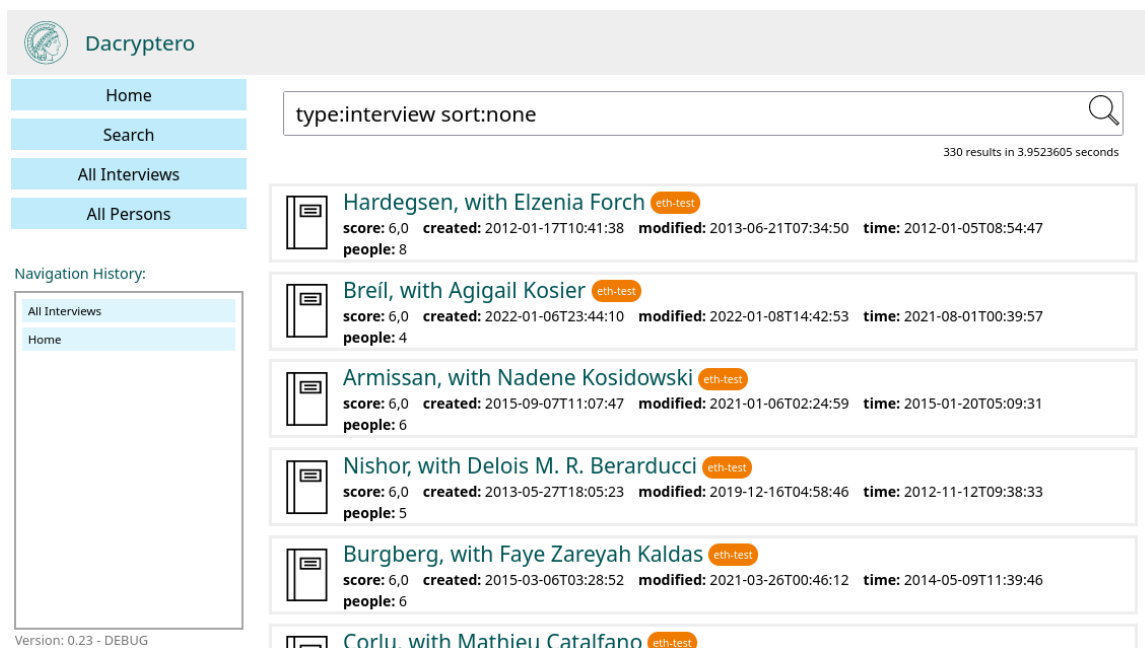 Dacryptero
Home
Search
All Interviews
All Persons
Navigation History:
All Interviews
Home
Version: 0.23 - DEBUG
type:interview sort:none
330 results in 3.9523605 seconds
Hardegsen, with Elzenia Forch eth-test
score: 6,0 created: 2012-01-17T10:41:38 modified: 2013-06-21T07:34:50 time: 2012-01-05T08:54:47
people: 8
Breíl, with Agigail Kosier eth-test
score: 6,0 created: 2022-01-06T23:44:10 modified: 2022-01-08T14:42:53 time: 2021-08-01T00:39:57
people: 4
Armissan, with Nadene Kosidowski eth-test
score: 6,0 created: 2015-09-07T11:07:47 modified: 2021-01-06T02:24:59 time: 2015-01-20T05:09:31
people: 6
Nishor, with Delois M. R. Berarducci eth-test
score: 6,0 created: 2013-05-27T18:05:23 modified: 2019-12-16T04:58:46 time: 2012-11-12T09:38:33
people: 5
Burgberg, with Faye Zareyah Kaldas eth-test
score: 6,0 created: 2015-03-06T03:28:52 modified: 2021-03-26T00:46:12 time: 2014-05-09T11:39:46
people: 6
Corlu, with Mathieu Catalfano eth-test